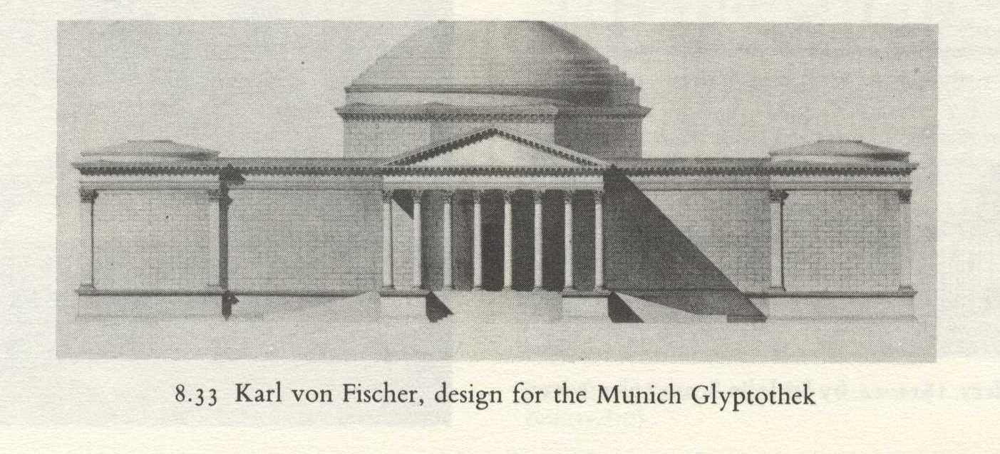 8.33 Karl von Fischer, design for the Munich Glyptothek